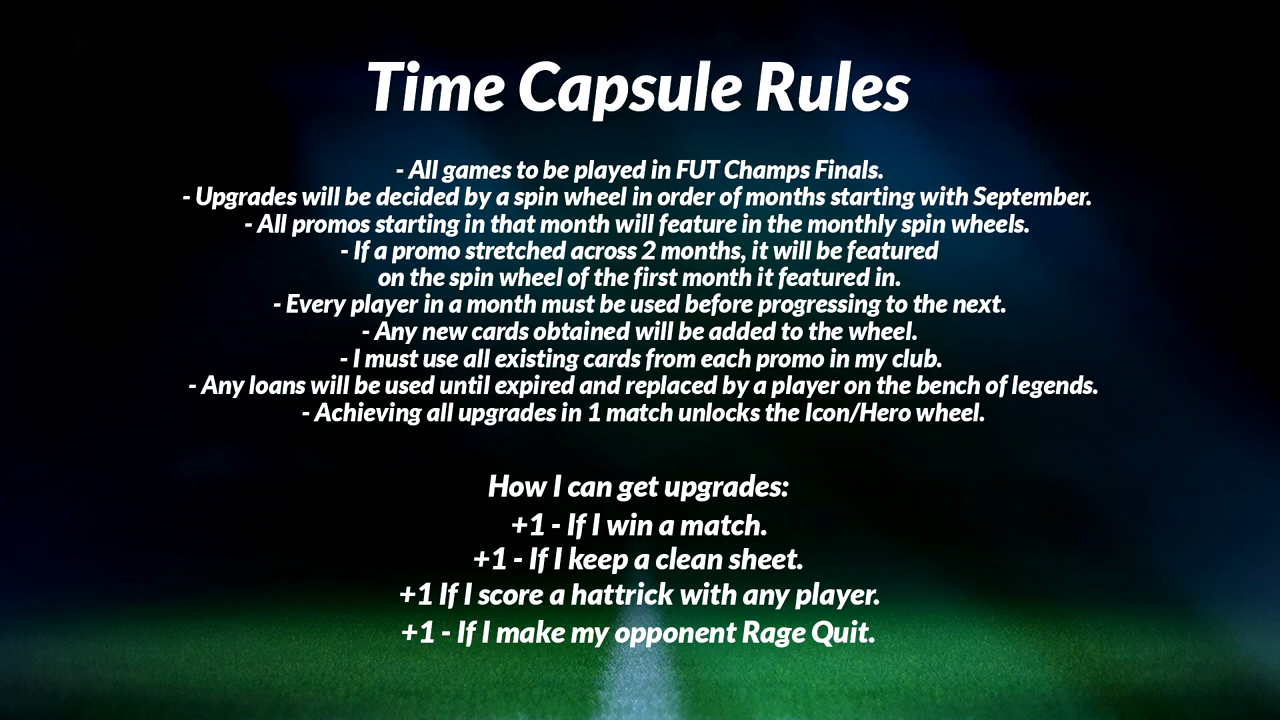 Time Capsule Rules
- All games to be played in FUT Champs Finals.
- Upgrades will be decided by a spin wheel in order of months starting with September.
- All promos starting in that month will feature in the monthly spin wheels.
- If a promo stretched across 2 months, it will be featured
on the spin wheel of the first month it featured in.
- Every player in a month must be used before progressing to the next.
- Any new cards obtained will be added to the wheel.
- I must use all existing cards from each promo in my club.
- Any loans will be used until expired and replaced by a player on the bench of legends.
- Achieving all upgrades in 1 match unlocks the Icon/Hero wheel.
How I can get upgrades:
+1 - If I win a match.
+1 - If I keep a clean sheet.
+1 If I score a hattrick with any player.
+1 - If I make my opponent Rage Quit.